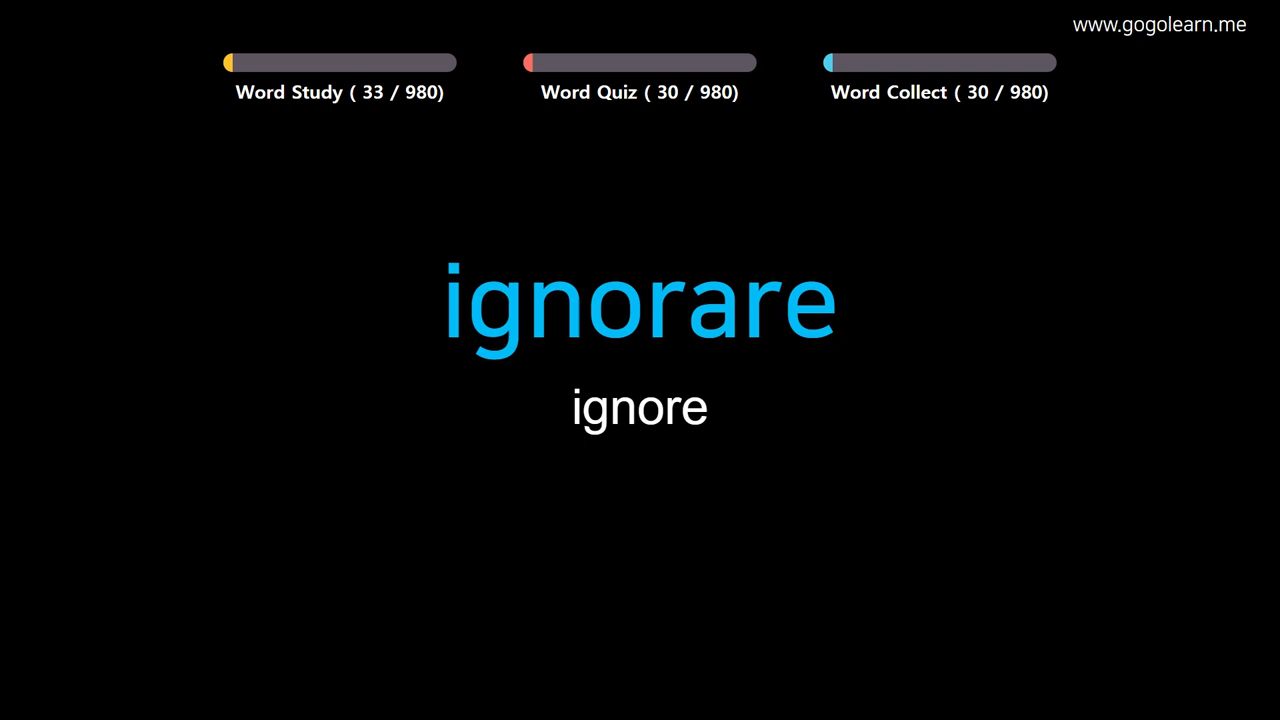 www.gogolearn.me
Word Study ( 33 / 980)
Word Quiz ( 30 / 980)
Word Collect ( 30 / 980)
ignorare
ignore